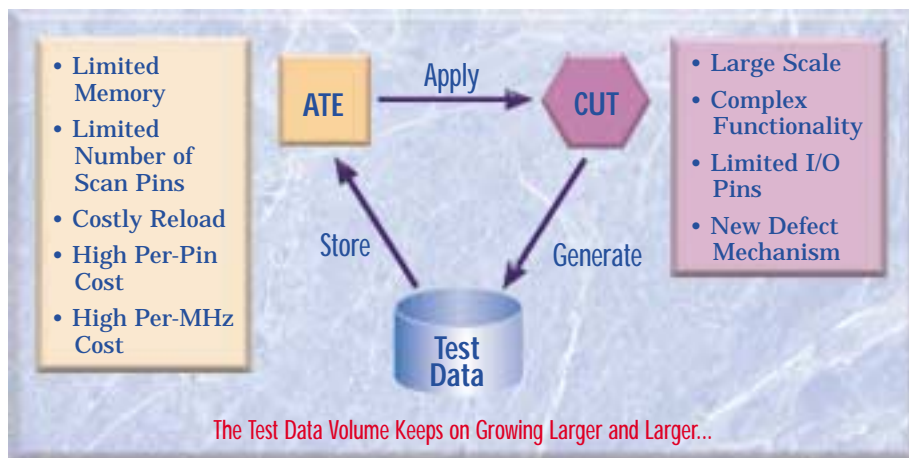 • Limited
Memory
• Limited
Number of
Scan Pins
• Costly Reload
• High Per-Pin
Cost
• High Per-MHz
Cost
ATE
Apply
CUT
Store
Generate
Test
Data
• Large Scale
• Complex
Functionality
• Limited I/O
Pins
• New Defect
Mechanism
The Test Data Volume Keeps on Growing Larger and Larger...